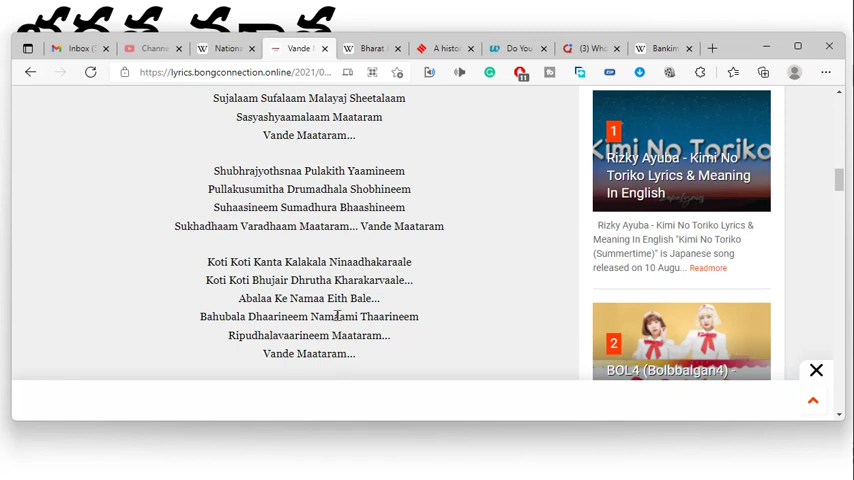 Inbox (
Channe
Nation
Vande
Bharat
A histo
Do You
(3) Who
Bankim
https://lyrics.bongconnection.online/2021/0...
11
ZIP
Sujalaam Sufalaam Malayaj Sheetalaam
Sasyashyaamalaam Maataram
Vande Maataram...
Shubhrajyothsnaa Pulakith Yaamineem
Pullakusumitha Drumadhala Shobhineem
Suhaasineem Sumadhura Bhaashineem
Sukhadhaam Varadhaam Maataram... Vande Maataram
Koti Koti Kanta Kalakala Ninaadhakaraale
Koti Koti Bhujair Dhrutha Kharakarvaale...
Abalaa Ke Namaa Eith Bale...
Bahubala Dhaarineem Namaami Thaarineem
Ripudhalavaarineem Maataram...
Vande Maataram...
1
Rizky Ayuba - Kimi No
Toriko Lyrics & Meaning
In English
Rizky Ayuba - Kimi No Toriko Lyrics &
Meaning In English "Kimi No Toriko
(Summertime)" is Japanese song
released on 10 Augu... Readmore
2
BOL4 (Bolbbalgan4) -